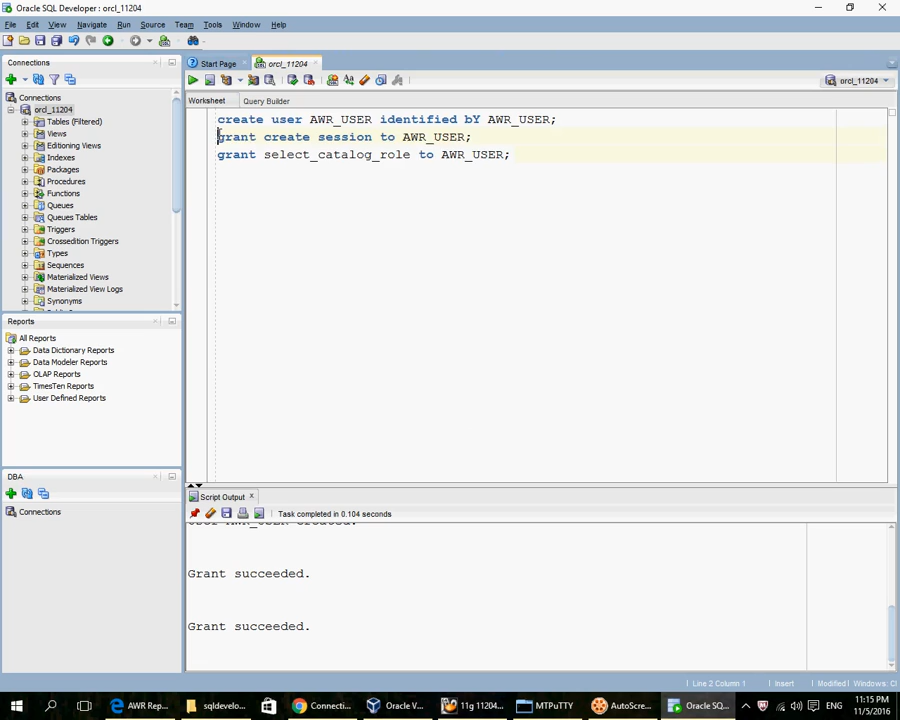 Oracle SQL Developer : orcl_11204
File Edit View Navigate Run Source Team Tools Window Help
Connections
Start Page
orcl_11204
orcl_11204
Worksheet Query Builder
Connections
orcl_11204
Tables (Filtered)
Views
Editioning Views
Indexes
Packages
Procedures
Functions
Queues
Queues Tables
Triggers
Crossedition Triggers
Types
Sequences
Materialized Views
Materialized View Logs
Synonyms
create user AWR_USER identified bY AWR_USER;
grant create session to AWR_USER;
grant select_catalog_role to AWR_USER;
Reports
All Reports
Data Dictionary Reports
Data Modeler Reports
OLAP Reports
TimesTen Reports
User Defined Reports
DBA
Connections
Script Output
Task completed in 0.104 seconds
User AWR_USER created.
Grant succeeded.
Grant succeeded.
Line 2 Column 1 Insert Modified Windows: Cl
AWR Rep... sqldevelo... Connecti... Oracle V... 11g 11204... MTPuTTY AutoScree... Oracle SQ... ENG
11:15 PM
11/5/2016